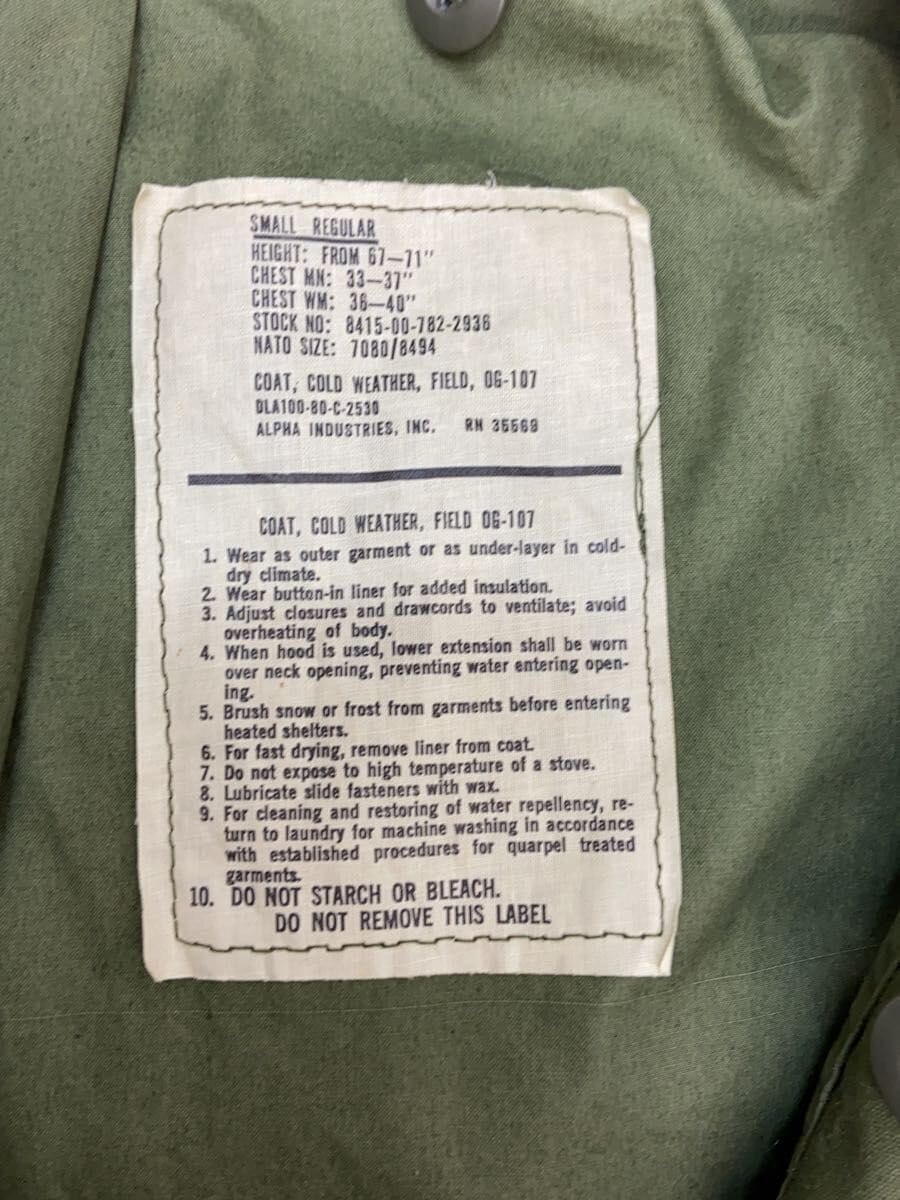 SMALL REGULAR
HEIGHT: FROM 67—71"
CHEST MN: 33—37"
CHEST WM: 36—40"
STOCK NO: 8415-00-782-2936
NATO SIZE: 7080/8494
COAT, COLD WEATHER, FIELD, OG-107
DLA100-80-C-2530
ALPHA INDUSTRIES, INC. RN 35569
COAT, COLD WEATHER, FIELD OG-107
1. Wear as outer garment or as under-layer in cold-
dry climate.
2. Wear button-in liner for added insulation.
3. Adjust closures and drawcords to ventilate; avoid
overheating of body.
4. When hood is used, lower extension shall be worn
over neck opening, preventing water entering open-
ing.
5. Brush snow or frost from garments before entering
heated shelters.
6. For fast drying, remove liner from coat.
7. Do not expose to high temperature of a stove.
8. Lubricate slide fasteners with wax.
9. For cleaning and restoring of water repellency, re-
turn to laundry for machine washing in accordance
with established procedures for quarpel treated
garments.
10. DO NOT STARCH OR BLEACH.
DO NOT REMOVE THIS LABEL